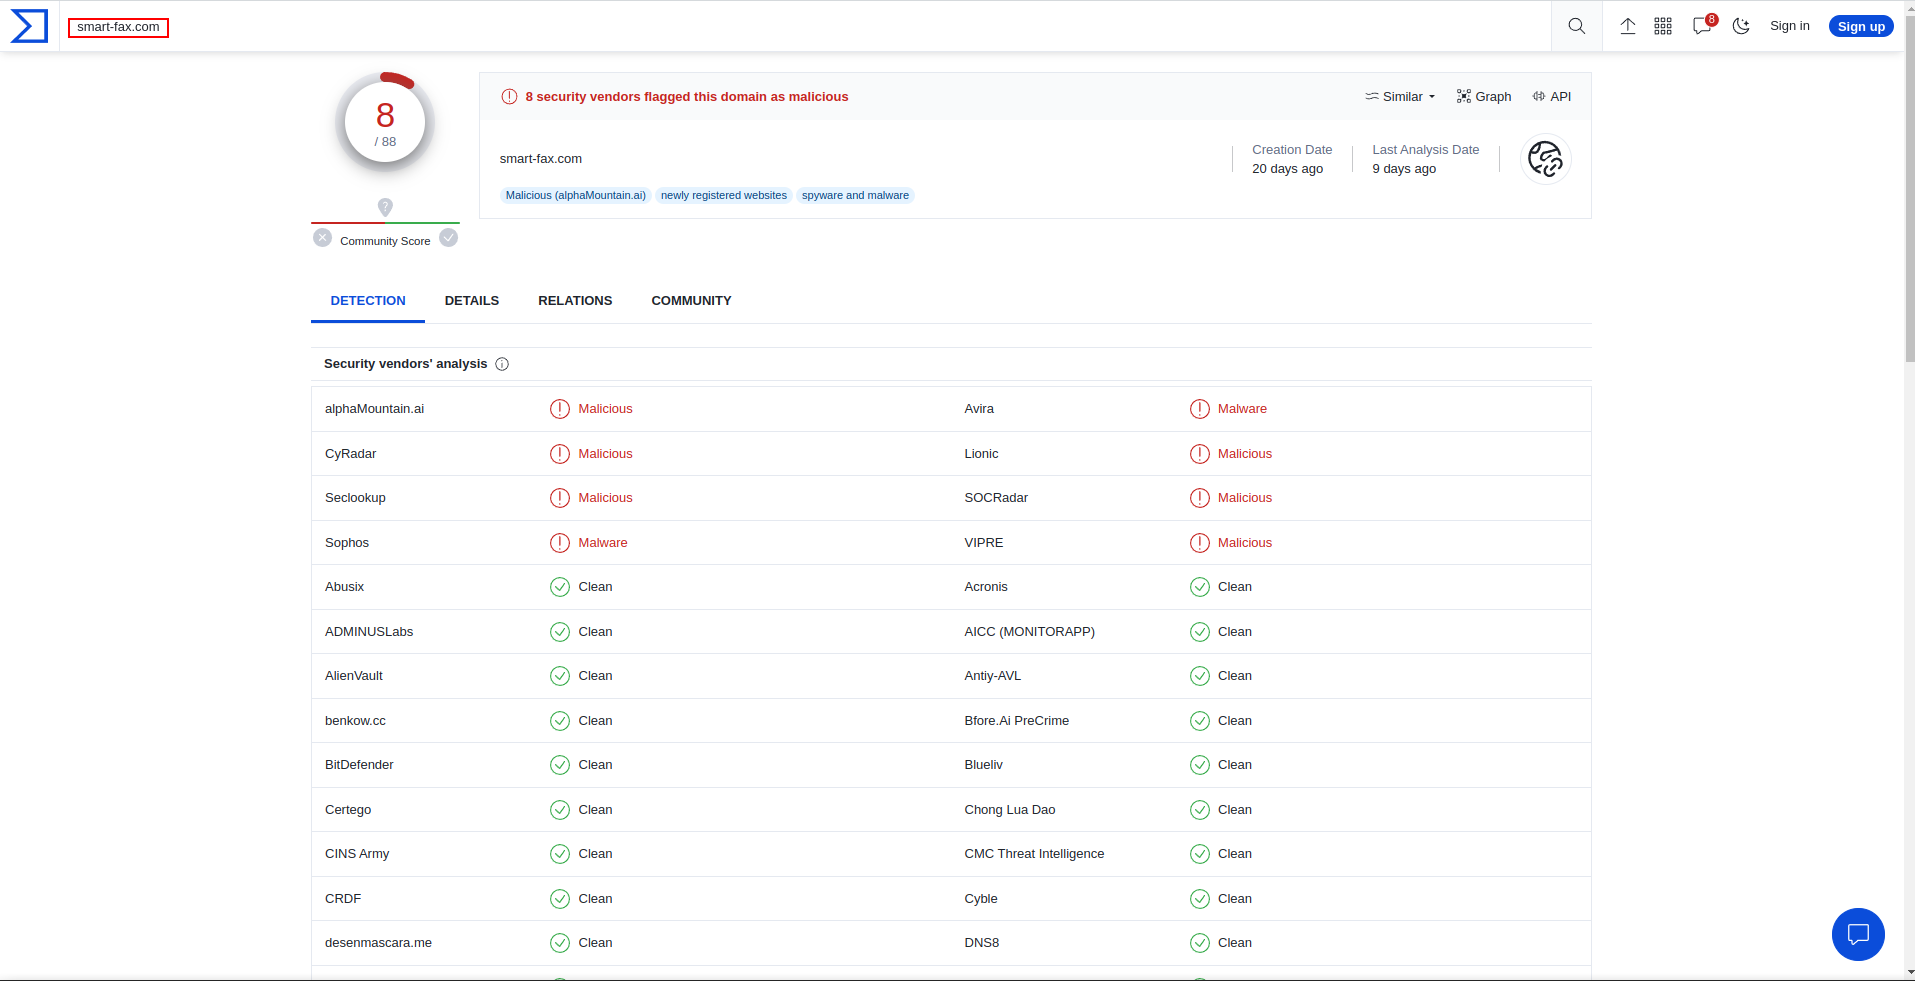 smart-fax.com
8
Sign in
Sign up
8
/ 88
?
Community Score
8 security vendors flagged this domain as malicious
Similar
Graph
API
smart-fax.com
Creation Date
20 days ago
Last Analysis Date
9 days ago
Malicious (alphaMountain.ai) newly registered websites spyware and malware
DETECTION DETAILS RELATIONS COMMUNITY
Security vendors' analysis
alphaMountain.ai Malicious Avira Malware
CyRadar Malicious Lionic Malicious
Seclookup Malicious SOCRadar Malicious
Sophos Malware VIPRE Malicious
Abusix Clean Acronis Clean
ADMINUSLabs Clean AICC (MONITORAPP) Clean
AlienVault Clean Antiy-AVL Clean
benkow.cc Clean Bfore.Ai PreCrime Clean
BitDefender Clean Blueliv Clean
Certego Clean Chong Lua Dao Clean
CINS Army Clean CMC Threat Intelligence Clean
CRDF Clean Cyble Clean
desenmascara.me Clean DNS8 Clean